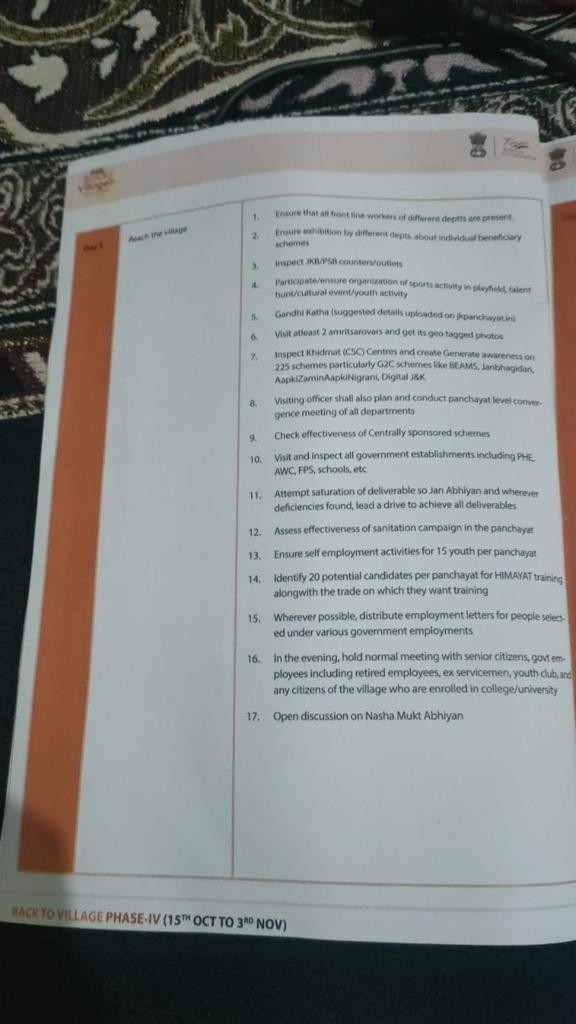 Village
Day 1
Reach the village
1. Ensure that all front line workers of different deptts are present.
2. Ensure exhibition by different depts. about individual beneficiary
schemes
3. Inspect JKB/PSB counters/outlets
4. Participate/ensure organization of sports activity in playfield, talent
hunt/cultural event/youth activity
5. Gandhi Katha (suggested details uploaded on jkpanchayat.in)
6. Visit atleast 2 amritsarovars and get its geo tagged photos
7. Inspect Khidmat (CSC) Centres and create Generate awareness on
225 schemes particularly G2C schemes like BEAMS, Janbhagidari,
AapkiZaminAapkiNigrani, Digital J&K
8. Visiting officer shall also plan and conduct panchayat level conver-
gence meeting of all departments
9. Check effectiveness of Centrally sponsored schemes
10. Visit and inspect all government establishments including PHE,
AWC, FPS, schools, etc
11. Attempt saturation of deliverable so Jan Abhiyan and wherever
deficiencies found, lead a drive to achieve all deliverables
12. Assess effectiveness of sanitation campaign in the panchayat
13. Ensure self employment activities for 15 youth per panchayat
14. Identify 20 potential candidates per panchayat for HIMAYAT training
alongwith the trade on which they want training
15. Wherever possible, distribute employment letters for people select-
ed under various government employments
16. In the evening, hold normal meeting with senior citizens, govt em-
ployees including retired employees, ex servicemen, youth club, and
any citizens of the village who are enrolled in college/university
17. Open discussion on Nasha Mukt Abhiyan
BACK TO VILLAGE PHASE-IV (15TH OCT TO 3RD NOV)